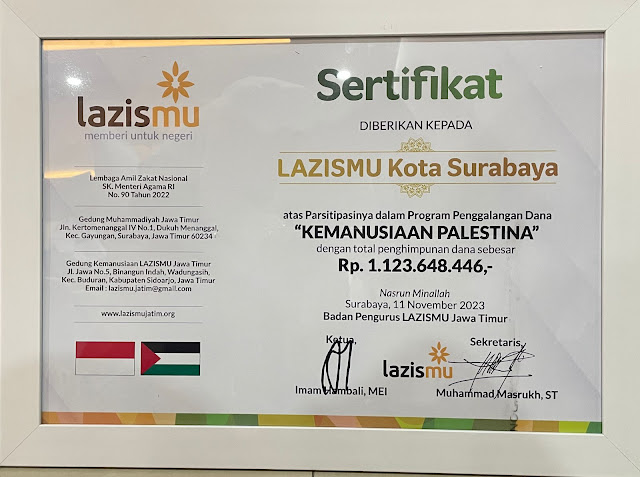 lazismu
memberi untuk negeri
Lembaga Amil Zakat Nasional
SK. Menteri Agama RI
No. 90 Tahun 2022
Gedung Muhammadiyah Jawa Timur
Jln. Kertomenanggal IV No.1, Dukuh Menanggal,
Kec. Gayungan, Surabaya, Jawa Timur 60234
Gedung Kemanusiaan LAZISMU Jawa Timur
Jl. Jawa No.5, Binangun Indah, Wadungasih,
Kec. Buduran, Kabupaten Sidoarjo, Jawa Timur
Email : lazismu.jatim@gmail.com
www.lazismujatim.org
Sertifikat
DIBERIKAN KEPADA
LAZISMU Kota Surabaya
atas Parsitipasinya dalam Program Penggalangan Dana
“KEMANUSIAAN PALESTINA”
dengan total penghimpunan dana sebesar
Rp. 1.123.648.446,-
Nasrun Minallah
Surabaya, 11 November 2023
Badan Pengurus LAZISMU Jawa Timur
Ketua, Sekretaris,
lazismu
Imam Hambali, MEI Muhammad Masrukh, ST